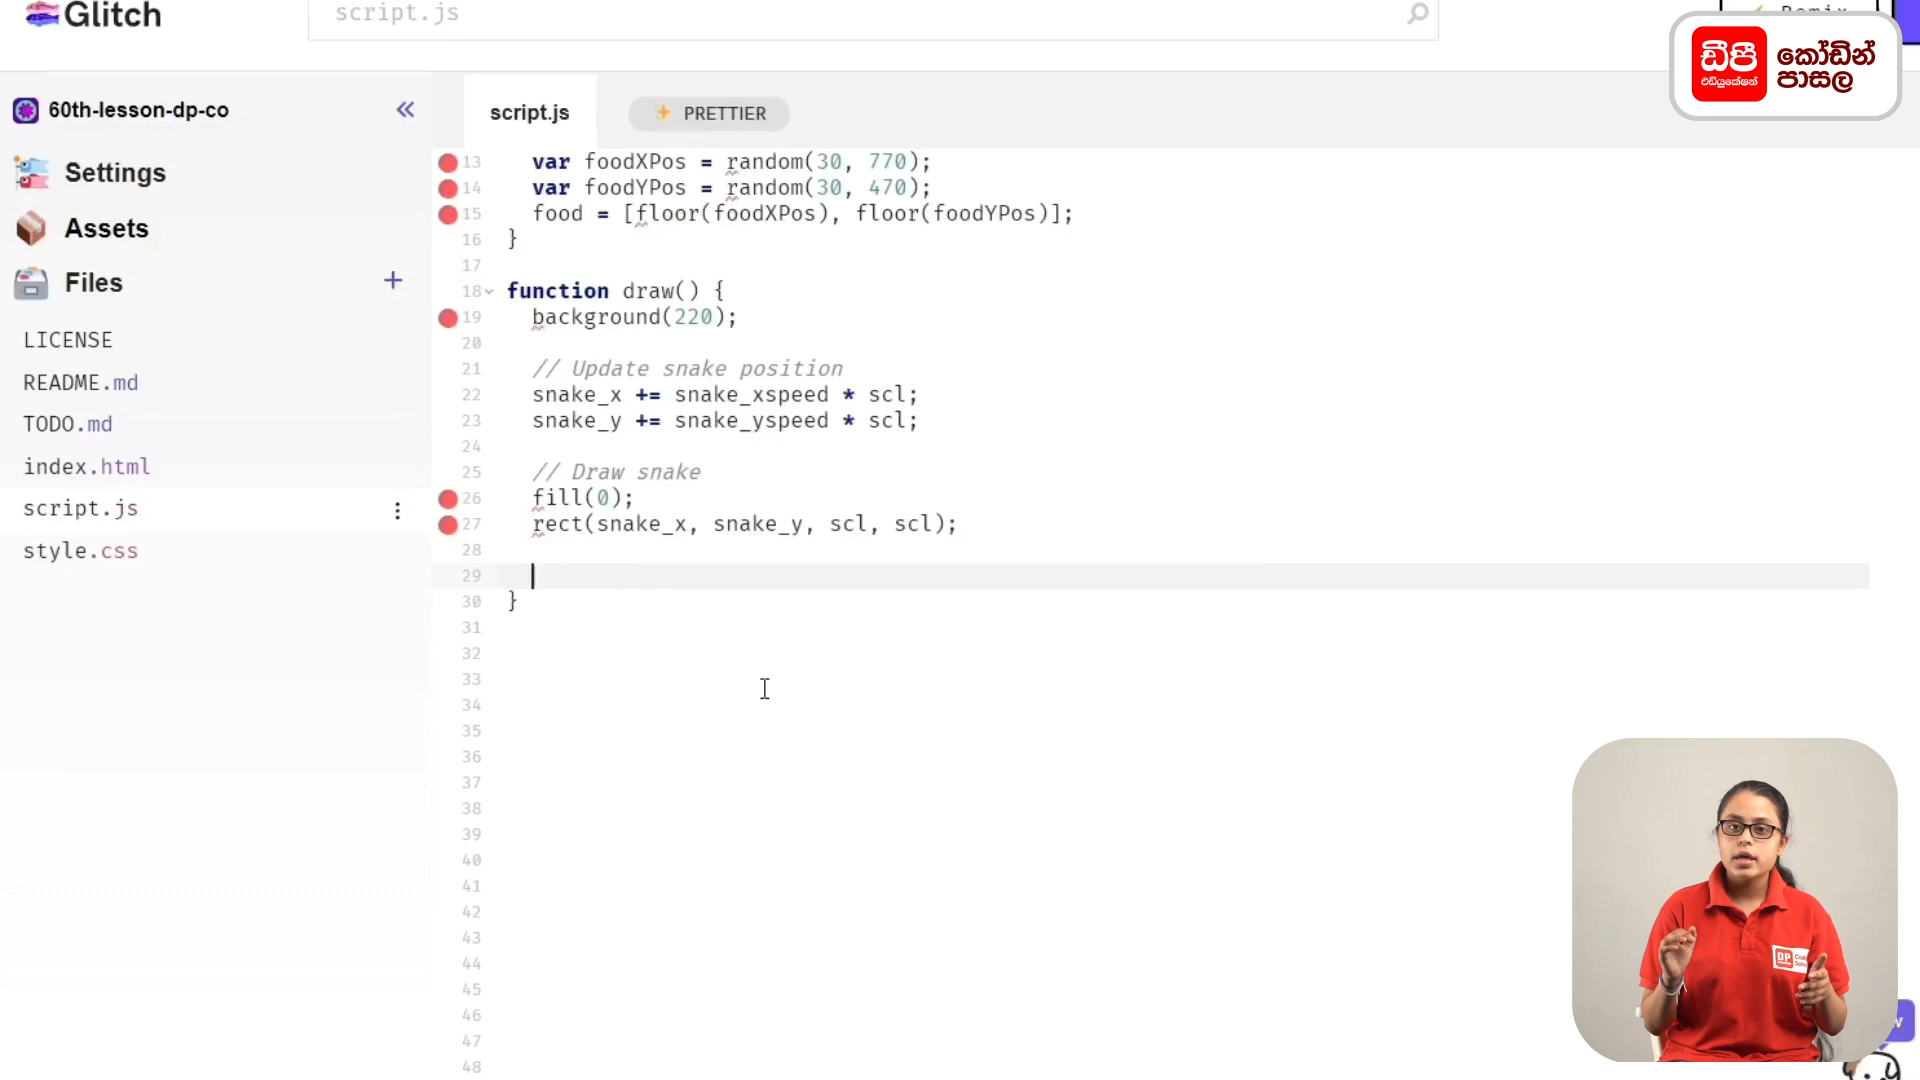 Glitch
script.js
Remix
ඩීපී
එඩියුකේෂන්
කෝඩින්
පාසල
60th-lesson-dp-co
Settings
Assets
Files
LICENSE
README.md
TODO.md
index.html
script.js
style.css
script.js
PRETTIER
13 var foodXPos = random(30, 770);
14 var foodYPos = random(30, 470);
15 food = [floor(foodXPos), floor(foodYPos)];
16 }
17
18 function draw() {
19 background(220);
20
21 // Update snake position
22 snake_x += snake_xspeed * scl;
23 snake_y += snake_yspeed * scl;
24
25 // Draw snake
26 fill(0);
27 rect(snake_x, snake_y, scl, scl);
28
29
30 }
31
32
33
34
35
36
37
38
39
40
41
42
43
44
45
46
47
48
DP